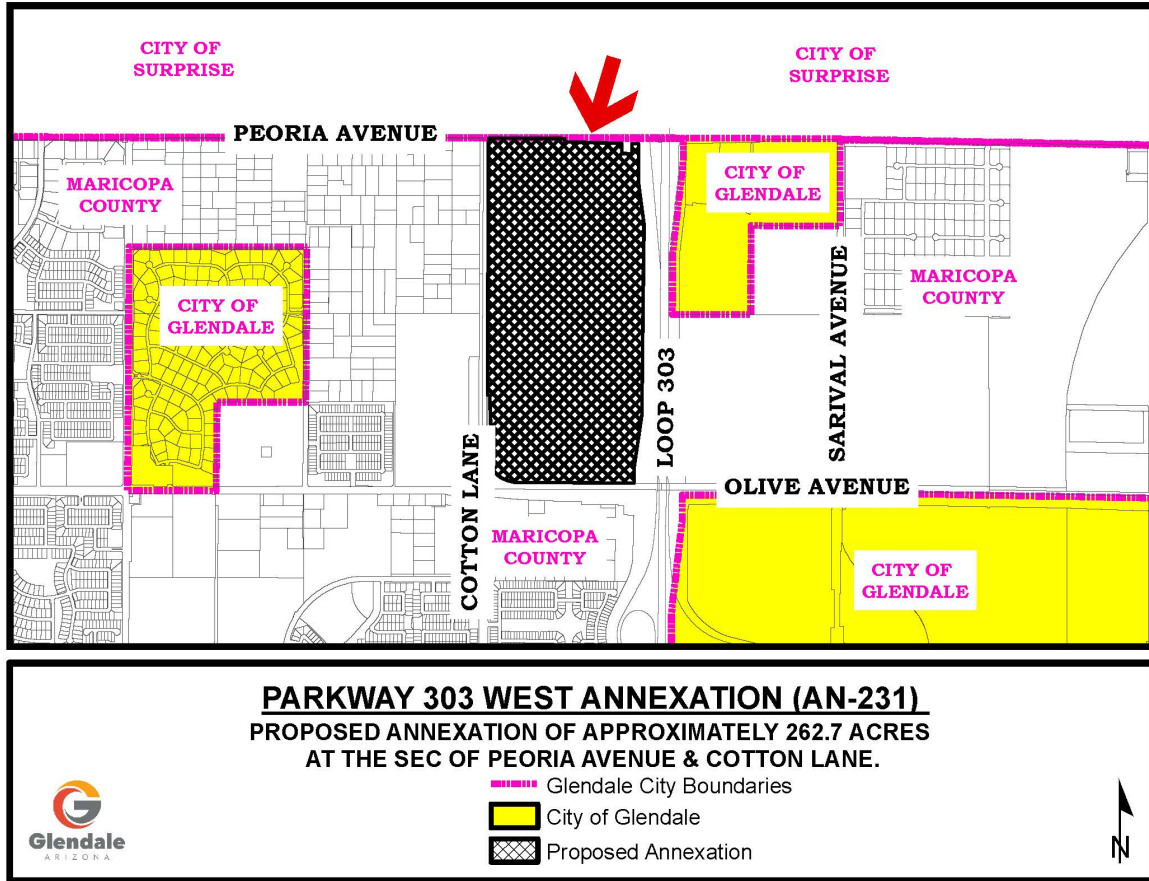 CITY OF
SURPRISE
CITY OF
SURPRISE
PEORIA AVENUE
MARICOPA
COUNTY
CITY OF
GLENDALE
CITY OF
GLENDALE
MARICOPA
COUNTY
SARIVAL AVENUE
LOOP 303
COTTON LANE
OLIVE AVENUE
MARICOPA
COUNTY
CITY OF
GLENDALE
PARKWAY 303 WEST ANNEXATION (AN-231)
PROPOSED ANNEXATION OF APPROXIMATELY 262.7 ACRES
AT THE SEC OF PEORIA AVENUE & COTTON LANE.
Glendale City Boundaries
City of Glendale
Proposed Annexation
Glendale
ARIZONA
N